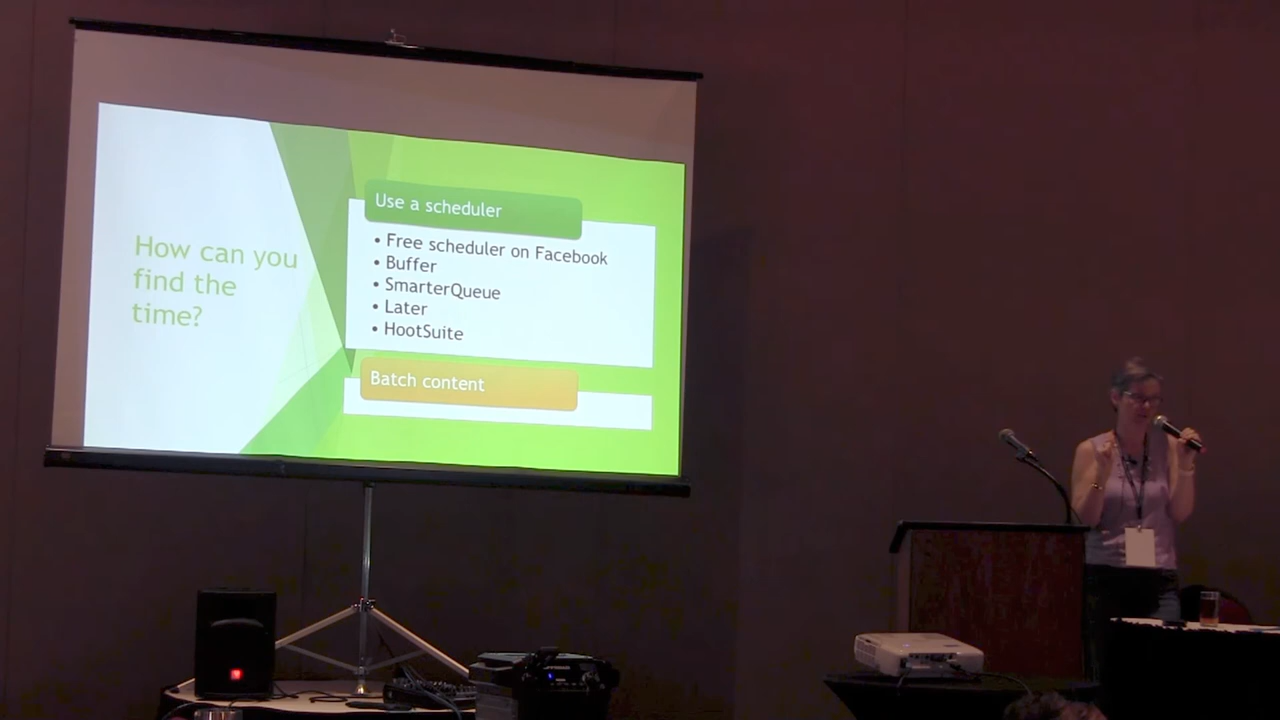 How can you
find the
time?
Use a scheduler
• Free scheduler on Facebook
• Buffer
• SmarterQueue
• Later
• HootSuite
Batch content